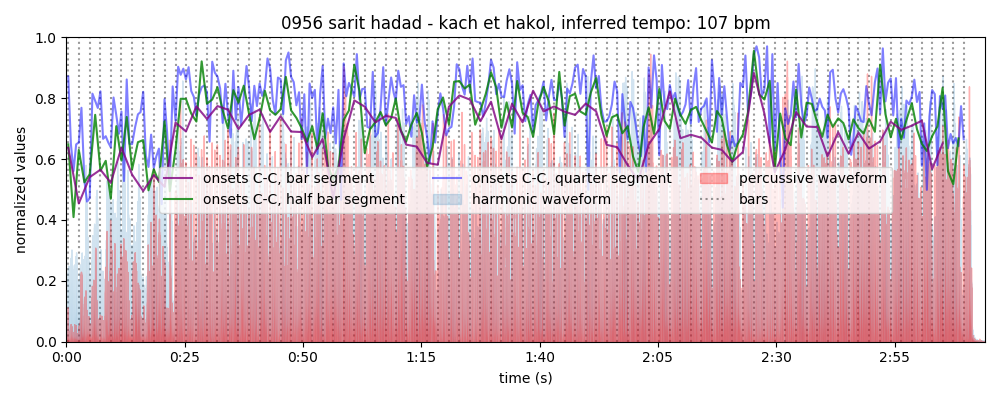 0956 sarit hadad - kach et hakol, inferred tempo: 107 bpm
normalized values
1.0
0.8
0.6
0.4
0.2
0.0
onsets C-C, bar segment
onsets C-C, half bar segment
onsets C-C, quarter segment
harmonic waveform
percussive waveform
bars
0:00 0:25 0:50 1:15 1:40 2:05 2:30 2:55
time (s)